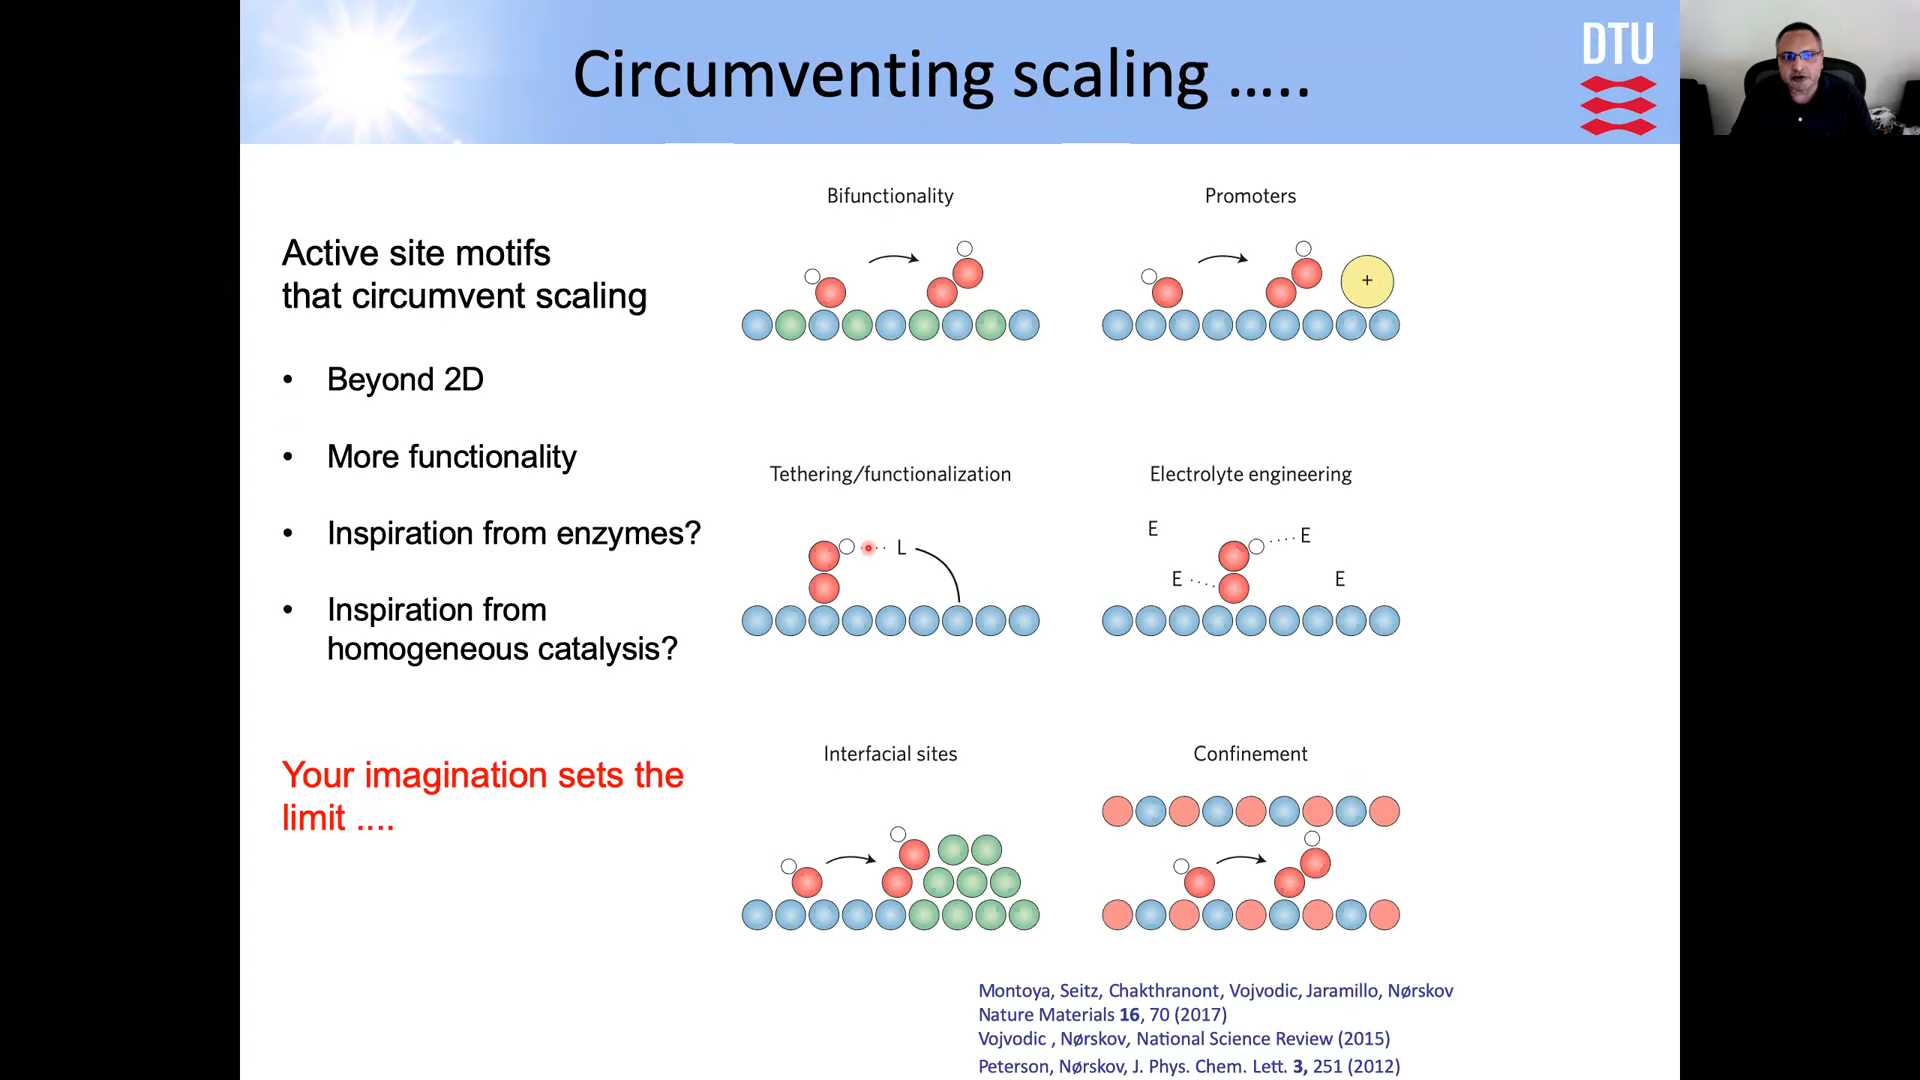 Circumventing scaling .....
DTU
Active site motifs
that circumvent scaling
• Beyond 2D
• More functionality
• Inspiration from enzymes?
• Inspiration from
homogeneous catalysis?
Your imagination sets the
limit ....
Bifunctionality
Promoters
+
Tethering/functionalization
L
Electrolyte engineering
E
E
E
E
Interfacial sites
Confinement
Montoya, Seitz, Chakthranont, Vojvodic, Jaramillo, Nørskov
Nature Materials 16, 70 (2017)
Vojvodic , Nørskov, National Science Review (2015)
Peterson, Nørskov, J. Phys. Chem. Lett. 3, 251 (2012)